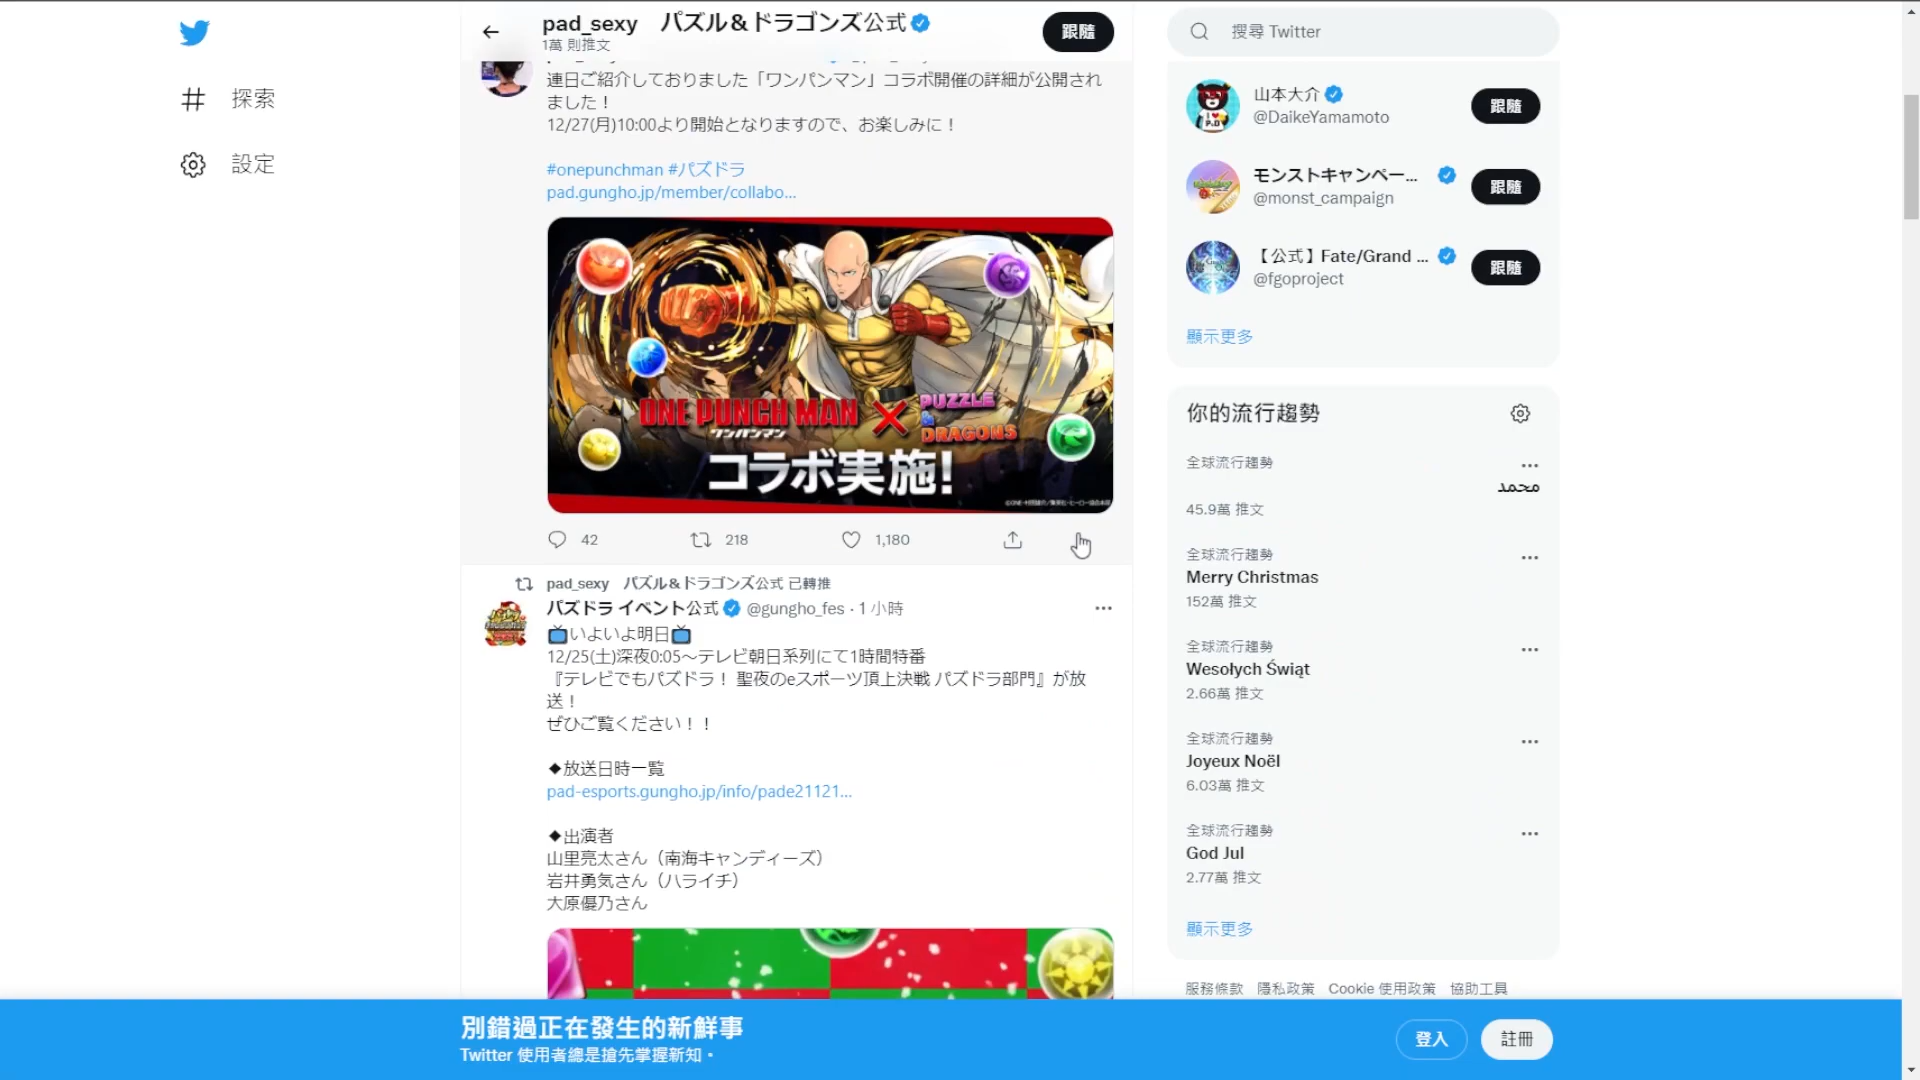 探索
設定
pad_sexy パズル＆ドラゴンズ公式
1萬 則推文
跟隨
連日ご紹介しておりました「ワンパンマン」コラボ開催の詳細が公開され
ました！
12/27(月)10:00より開始となりますので、お楽しみに！
#onepunchman #パズドラ
pad.gungho.jp/member/collabo...
ONE PUNCH MAN
ワンパンマン
PUZZLE
&
DRAGONS
コラボ実施!
42
218
1,180
pad_sexy パズル＆ドラゴンズ公式 已轉推
パズドラ イベント公式 @gungho_fes · 1 小時
いよいよ明日
12/25(土)深夜0:05～テレビ朝日系列にて1時間特番
『テレビでもパズドラ！ 聖夜のeスポーツ頂上決戦 パズドラ部門』が放
送！
ぜひご覧ください！！
◆放送日時一覧
pad-esports.gungho.jp/info/pade21121...
◆出演者
山里亮太さん（南海キャンディーズ）
岩井勇気さん（ハライチ）
大原優乃さん
搜尋 Twitter
山本大介
@DaikeYamamoto
跟隨
モンストキャンペー...
@monst_campaign
跟隨
【公式】Fate/Grand ...
@fgoproject
跟隨
顯示更多
你的流行趨勢
全球流行趨勢
محمد
45.9萬 推文
全球流行趨勢
Merry Christmas
152萬 推文
全球流行趨勢
Wesołych Świąt
2.66萬 推文
全球流行趨勢
Joyeux Noël
6.03萬 推文
全球流行趨勢
God Jul
2.77萬 推文
顯示更多
服務條款 隱私政策 Cookie 使用政策 協助工具
別錯過正在發生的新鮮事
Twitter 使用者總是搶先掌握新知。
登入
註冊